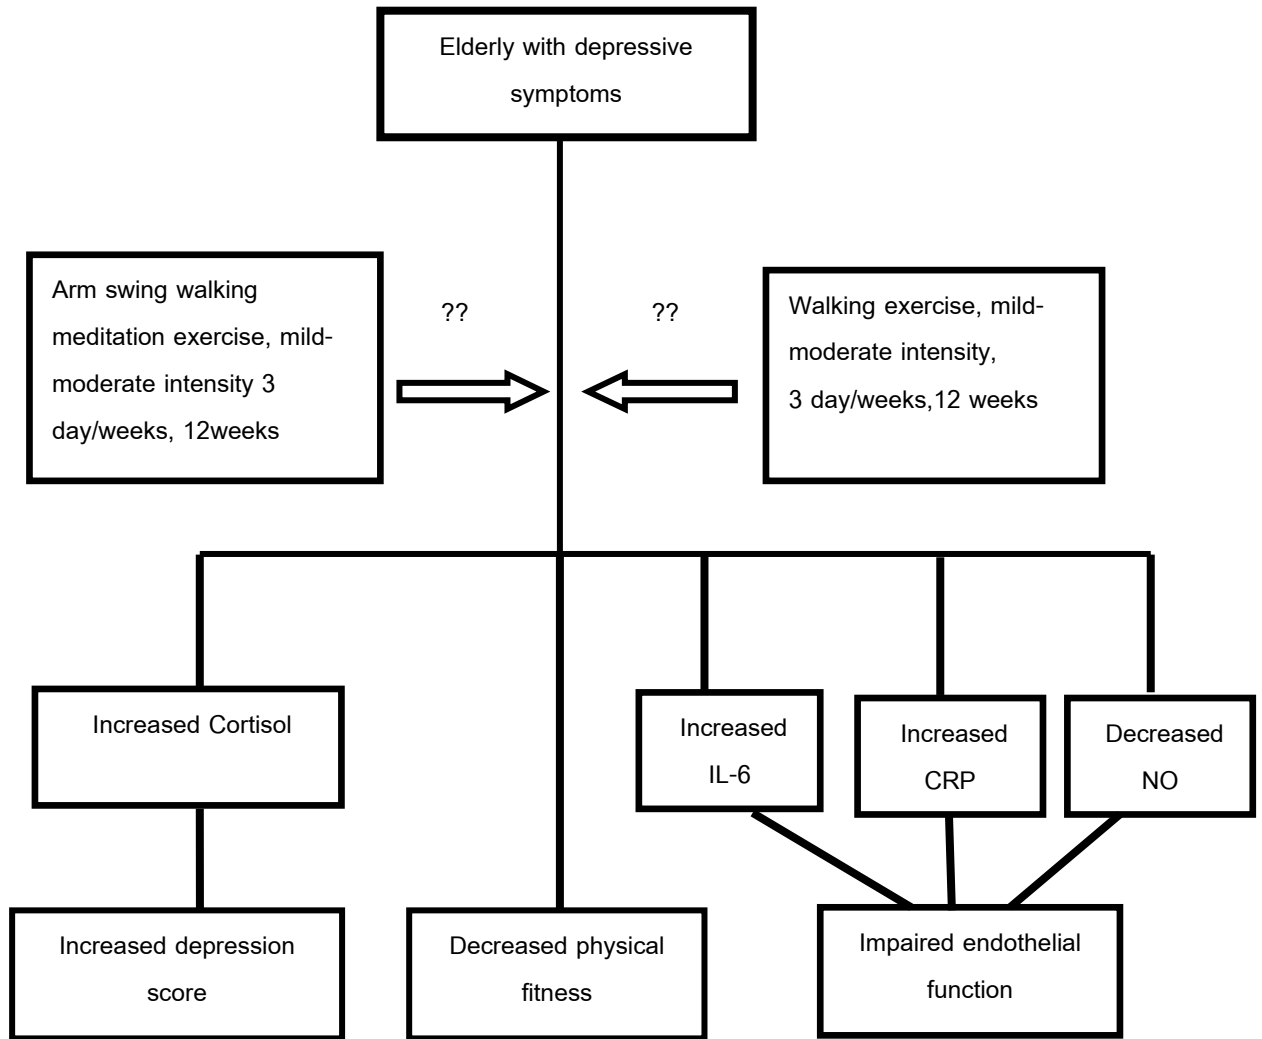 Elderly with depressive
symptoms
Arm swing walking
meditation exercise, mild-
moderate intensity 3
day/weeks, 12weeks
??
??
Walking exercise, mild-
moderate intensity,
3 day/weeks,12 weeks
Increased Cortisol
Increased
IL-6
Increased
CRP
Decreased
NO
Increased depression
score
Decreased physical
fitness
Impaired endothelial
function